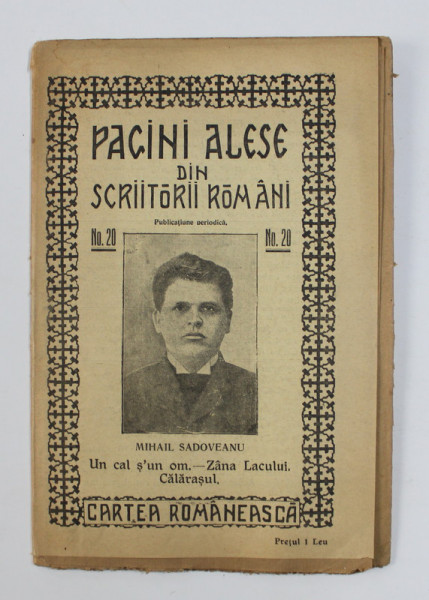 PAGINI ALESE
DIN
SCRIITORII ROMÂNI
Publicațiune periodică.
No. 20 No. 20
MIHAIL SADOVEANU
Un cal ș'un om.—Zâna Lacului.
Călărașul.
CARTEA ROMÂNEASCĂ
Prețul 1 Leu